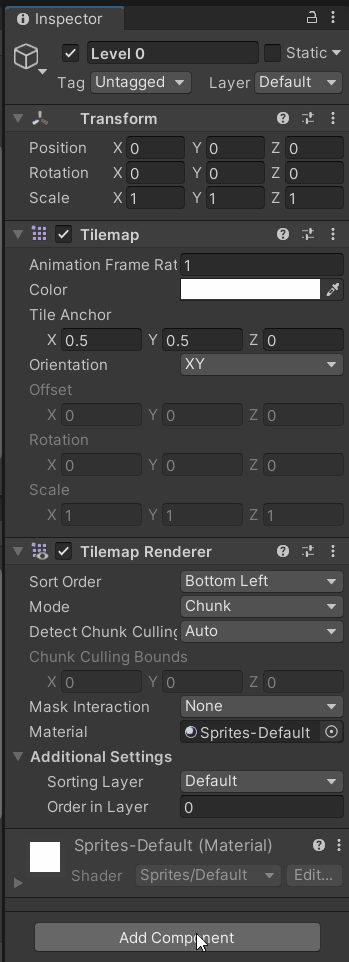 Inspector
Level 0 Static
Tag Untagged Layer Default
Transform
Position X 0 Y 0 Z 0
Rotation X 0 Y 0 Z 0
Scale X 1 Y 1 Z 1
Tilemap
Animation Frame Rat 1
Color
Tile Anchor
X 0.5 Y 0.5 Z 0
Orientation XY
Offset
X 0 Y 0 Z 0
Rotation
X 0 Y 0 Z 0
Scale
X 1 Y 1 Z 1
Tilemap Renderer
Sort Order Bottom Left
Mode Chunk
Detect Chunk Culling Auto
Chunk Culling Bounds
X 0 Y 0 Z 0
Mask Interaction None
Material Sprites-Default
Additional Settings
Sorting Layer Default
Order in Layer 0
Sprites-Default (Material)
Shader Sprites/Default Edit...
Add Component